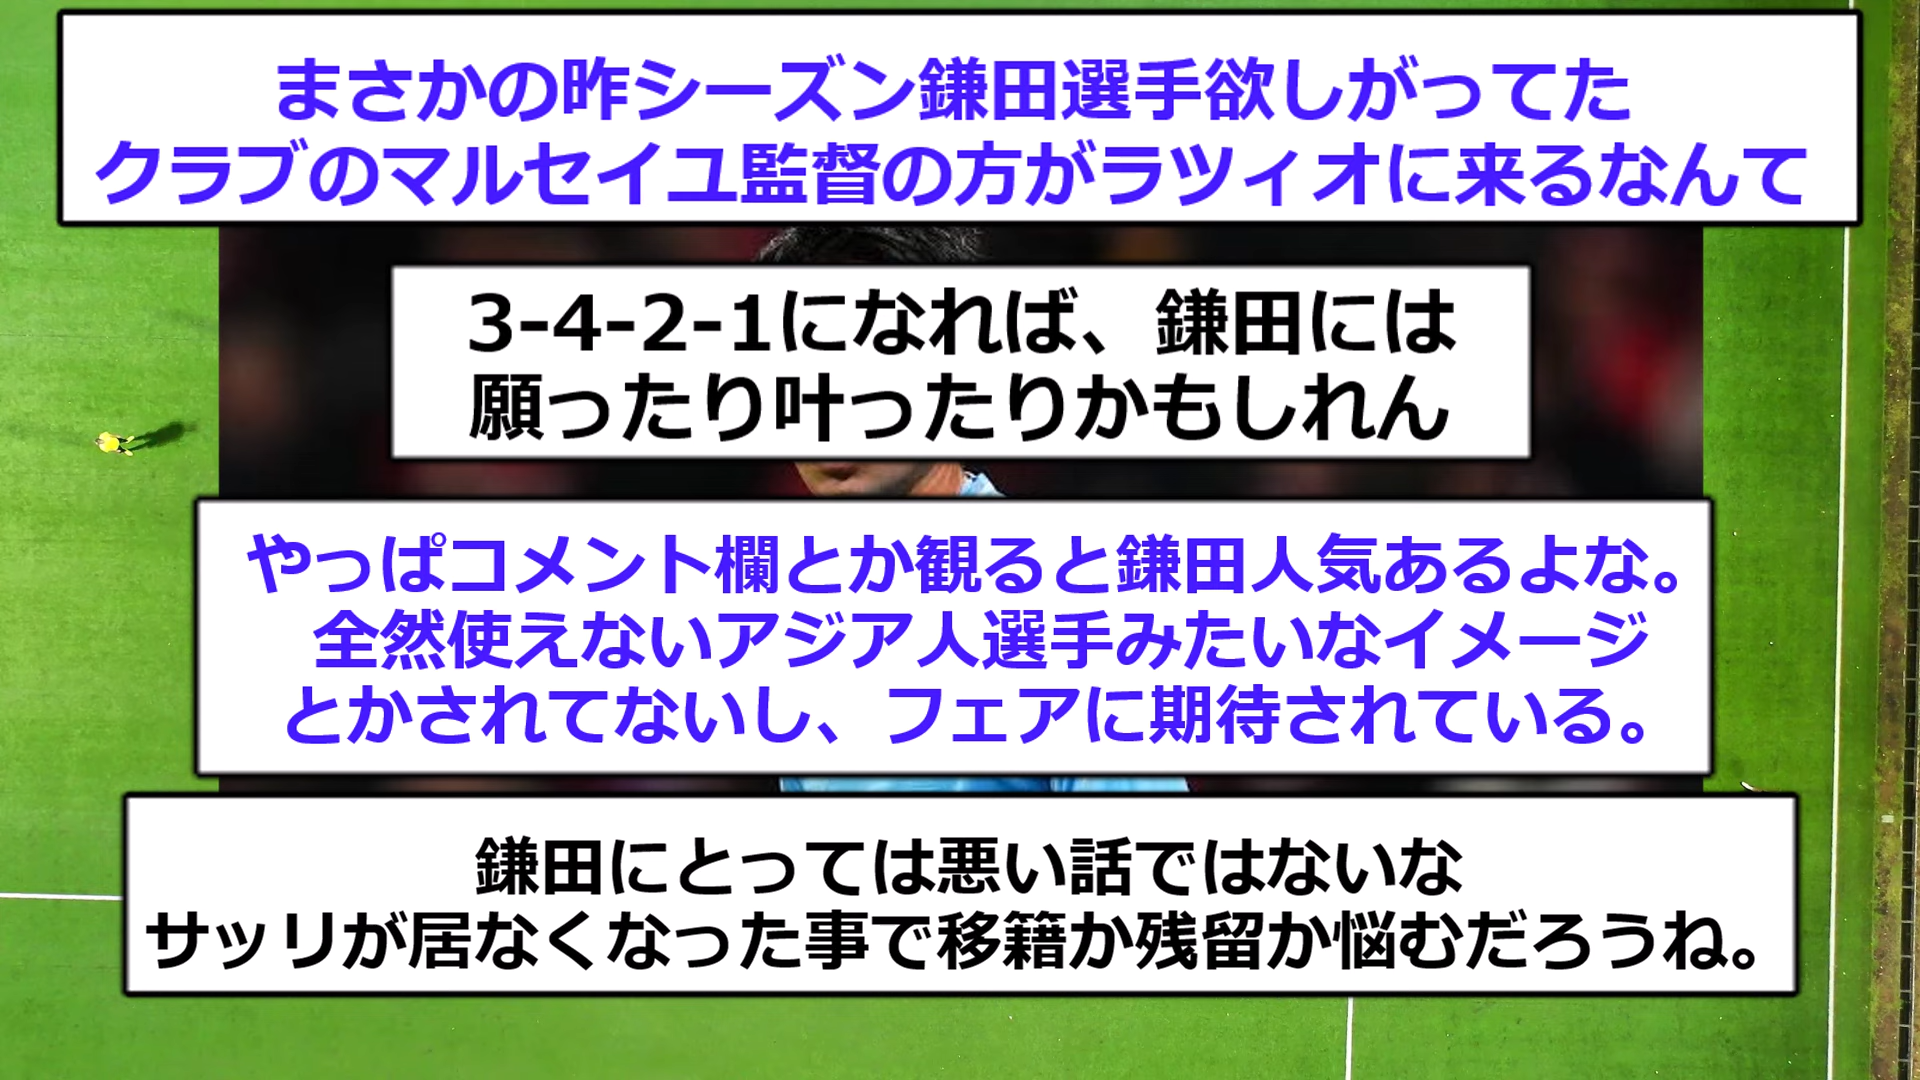 まさかの昨シーズン鎌田選手欲しがってた
クラブのマルセイユ監督の方がラツィオに来るなんて
3-4-2-1になれば、鎌田には
願ったり叶ったりかもしれん
やっぱコメント欄とか観ると鎌田人気あるよな。
全然使えないアジア人選手みたいなイメージ
とかされてないし、フェアに期待されている。
鎌田にとっては悪い話ではないな
サッリが居なくなった事で移籍か残留か悩むだろうね。